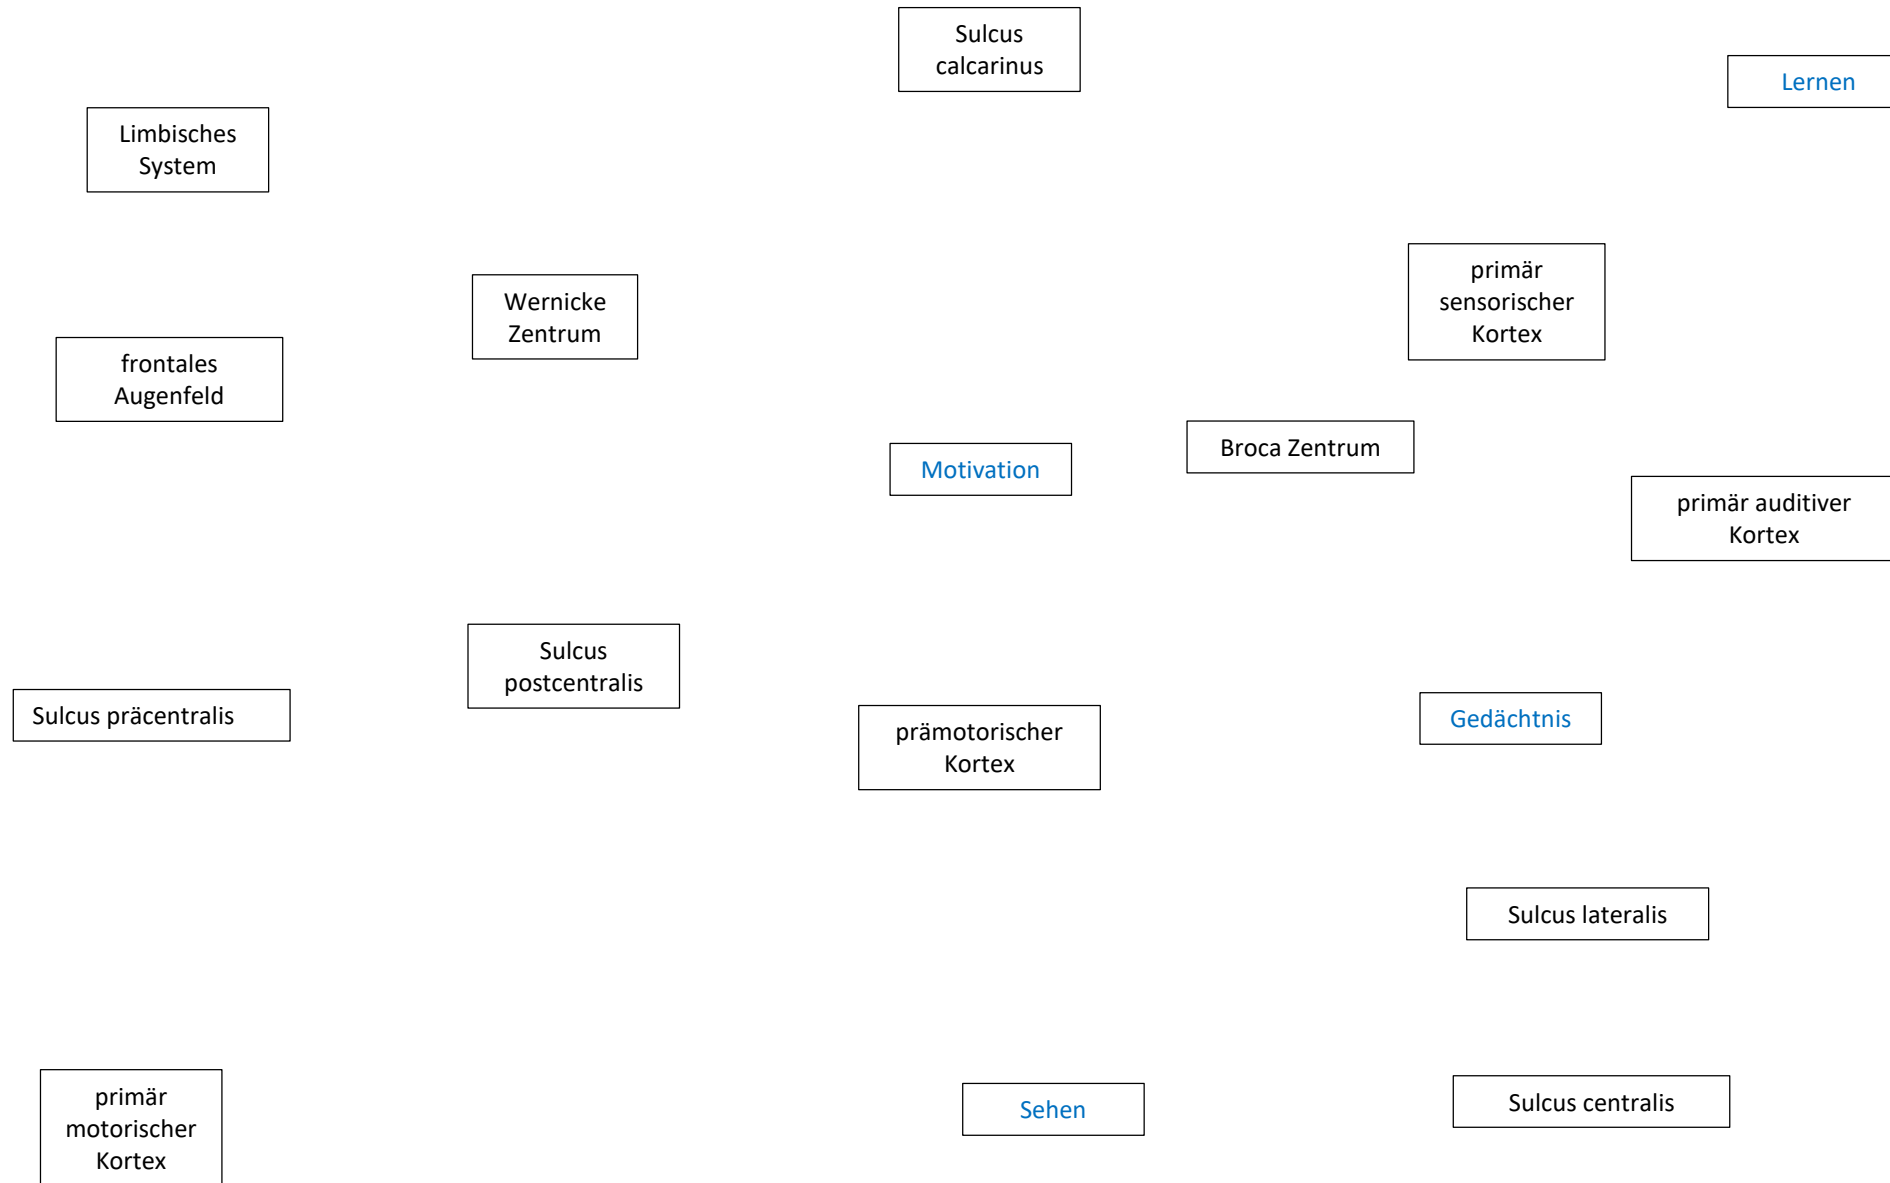 Sulcus
calcarinus
Lernen
Limbisches
System
primär
sensorischer
Kortex
Wernicke
Zentrum
frontales
Augenfeld
Broca Zentrum
Motivation
primär auditiver
Kortex
Sulcus
postcentralis
Sulcus präcentralis
Gedächtnis
prämotorischer
Kortex
Sulcus lateralis
primär
motorischer
Kortex
Sehen
Sulcus centralis